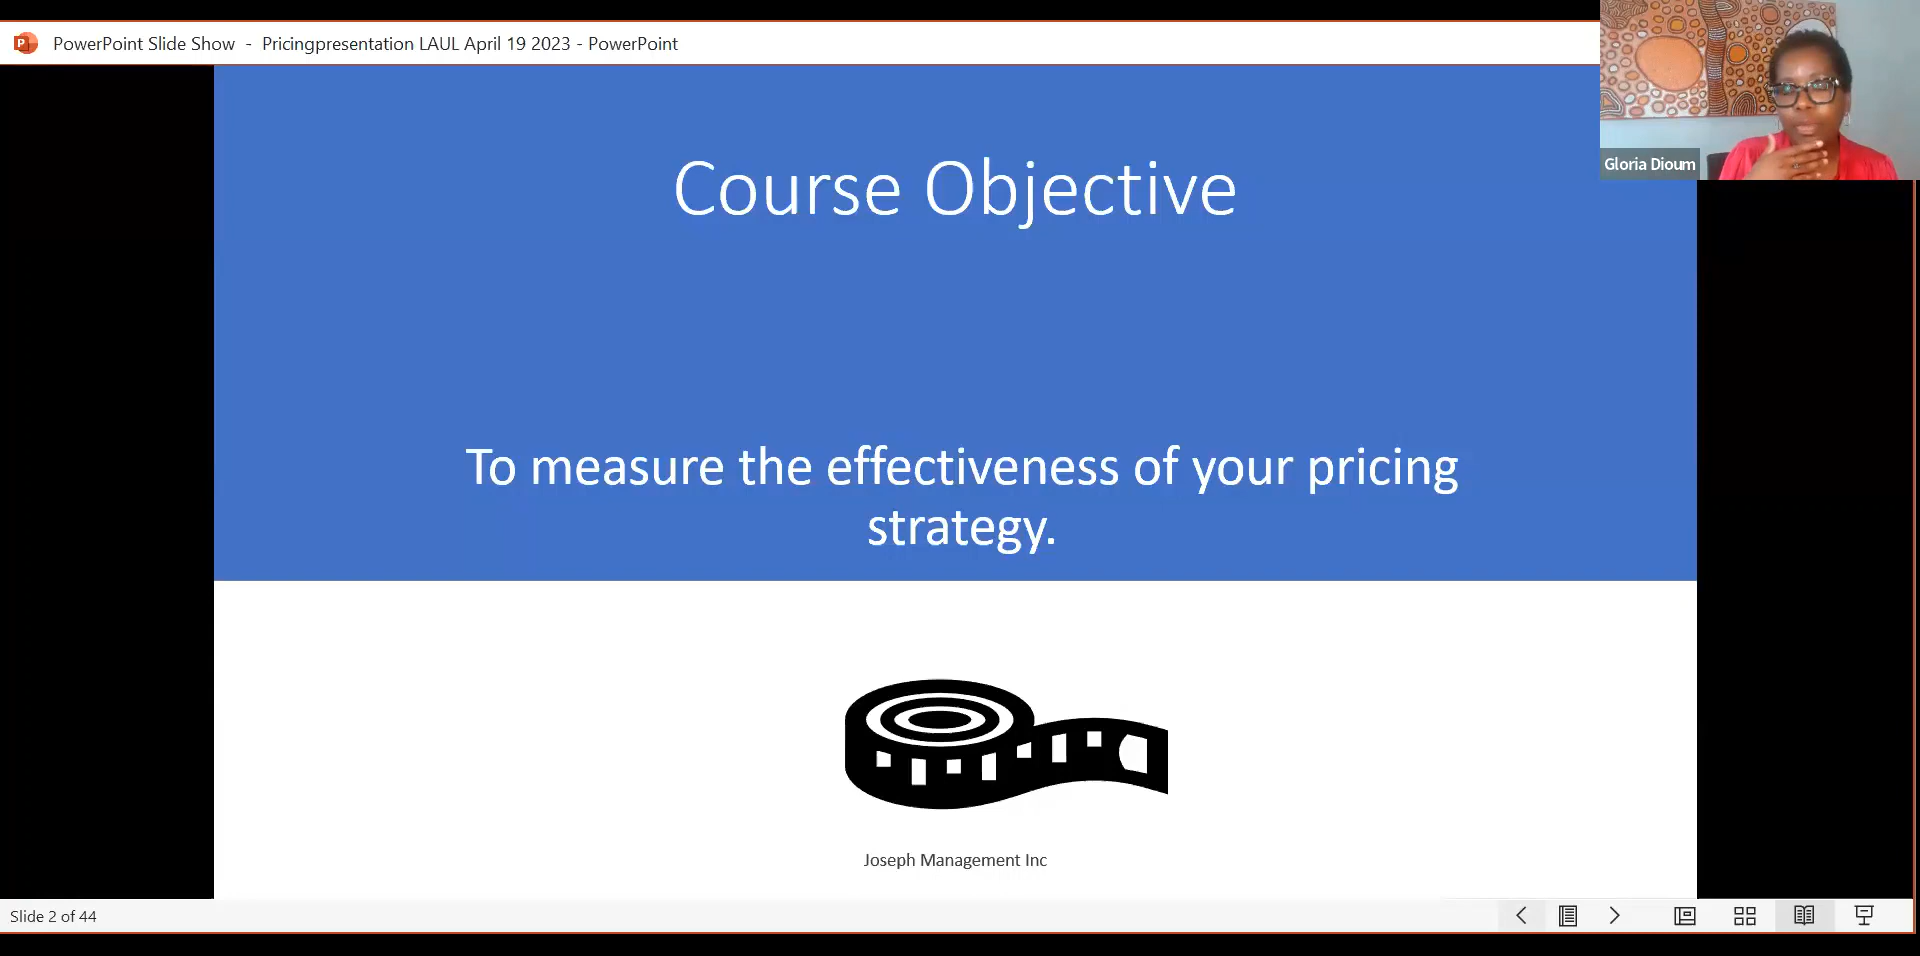 PowerPoint Slide Show - Pricingpresentation LAUL April 19 2023 - PowerPoint
Gloria Dioum
Course Objective
To measure the effectiveness of your pricing
strategy.
Joseph Management Inc
Slide 2 of 44